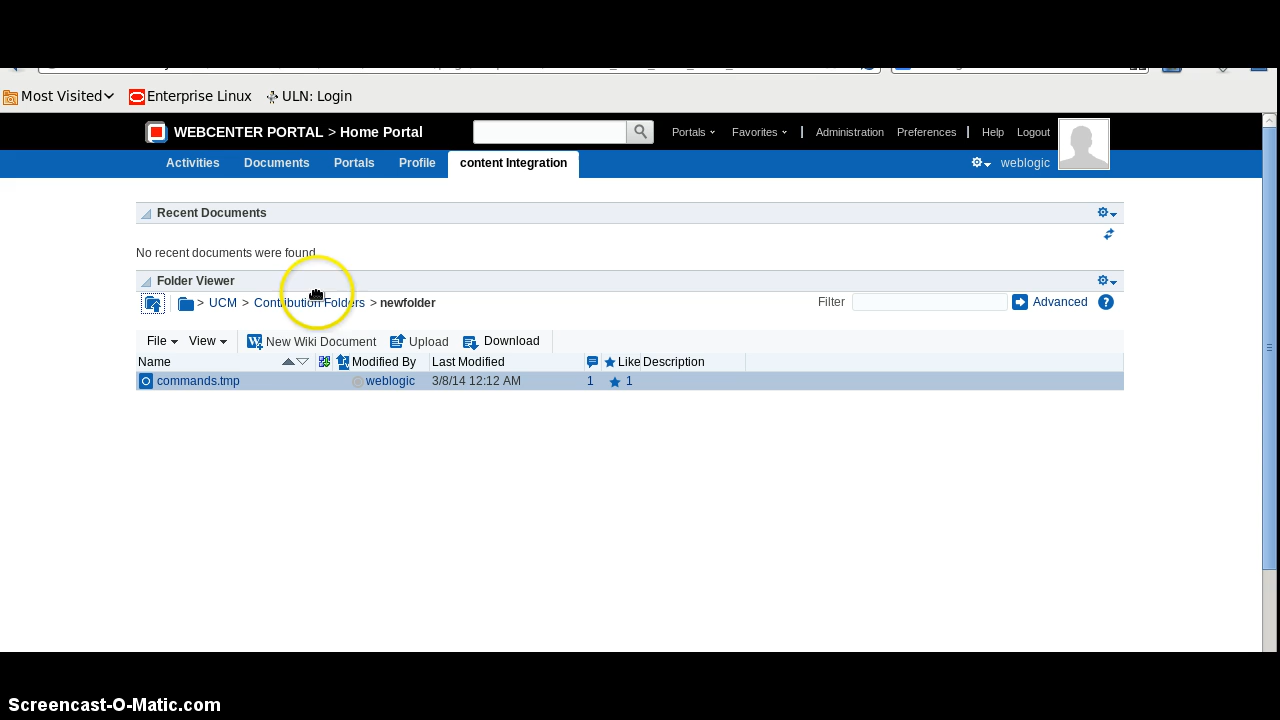 Most Visited Enterprise Linux ULN: Login
WEBCENTER PORTAL > Home Portal Portals Favorites | Administration Preferences | Help Logout
Activities Documents Portals Profile content Integration weblogic
Recent Documents
No recent documents were found
Folder Viewer
> UCM > Contribution Folders > newfolder Filter Advanced ?
File View New Wiki Document Upload Download
Name Modified By Last Modified Like Description
commands.tmp weblogic 3/8/14 12:12 AM 1 1
Screencast-O-Matic.com